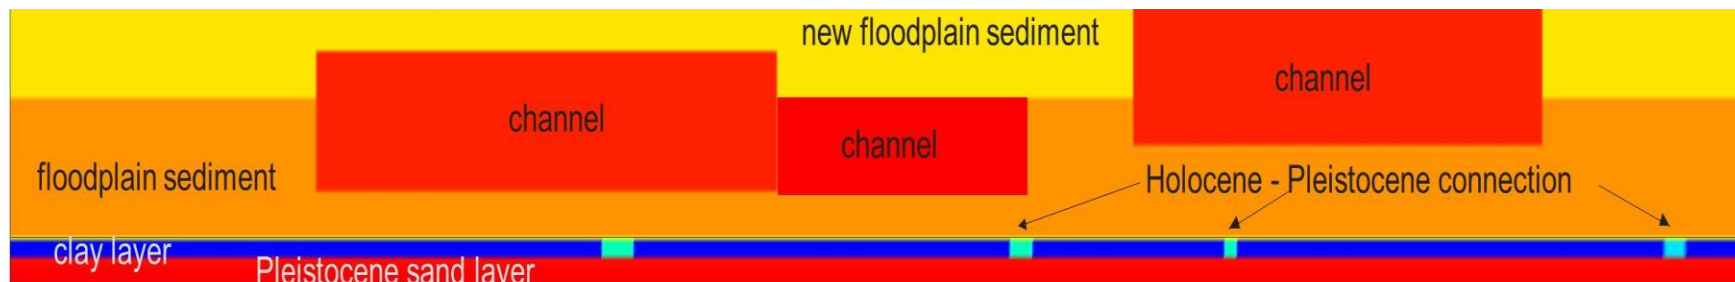 new floodplain sediment
channel
channel
channel
floodplain sediment
Holocene - Pleistocene connection
clay layer
Pleistocene sand layer